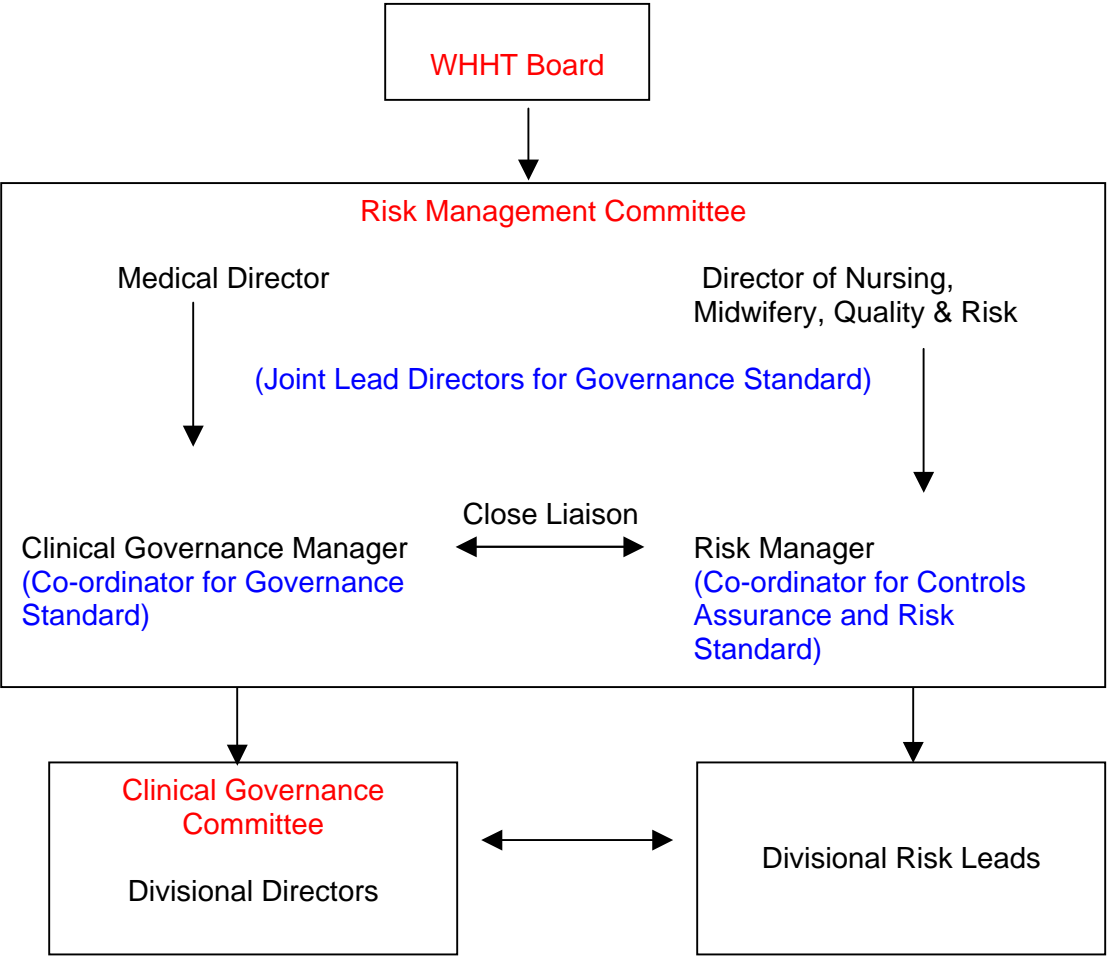 WHHT Board
Risk Management Committee
Medical Director
Director of Nursing,
Midwifery, Quality & Risk
(Joint Lead Directors for Governance Standard)
Close Liaison
Clinical Governance Manager
(Co-ordinator for Governance
Standard)
Risk Manager
(Co-ordinator for Controls
Assurance and Risk
Standard)
Clinical Governance
Committee
Divisional Directors
Divisional Risk Leads